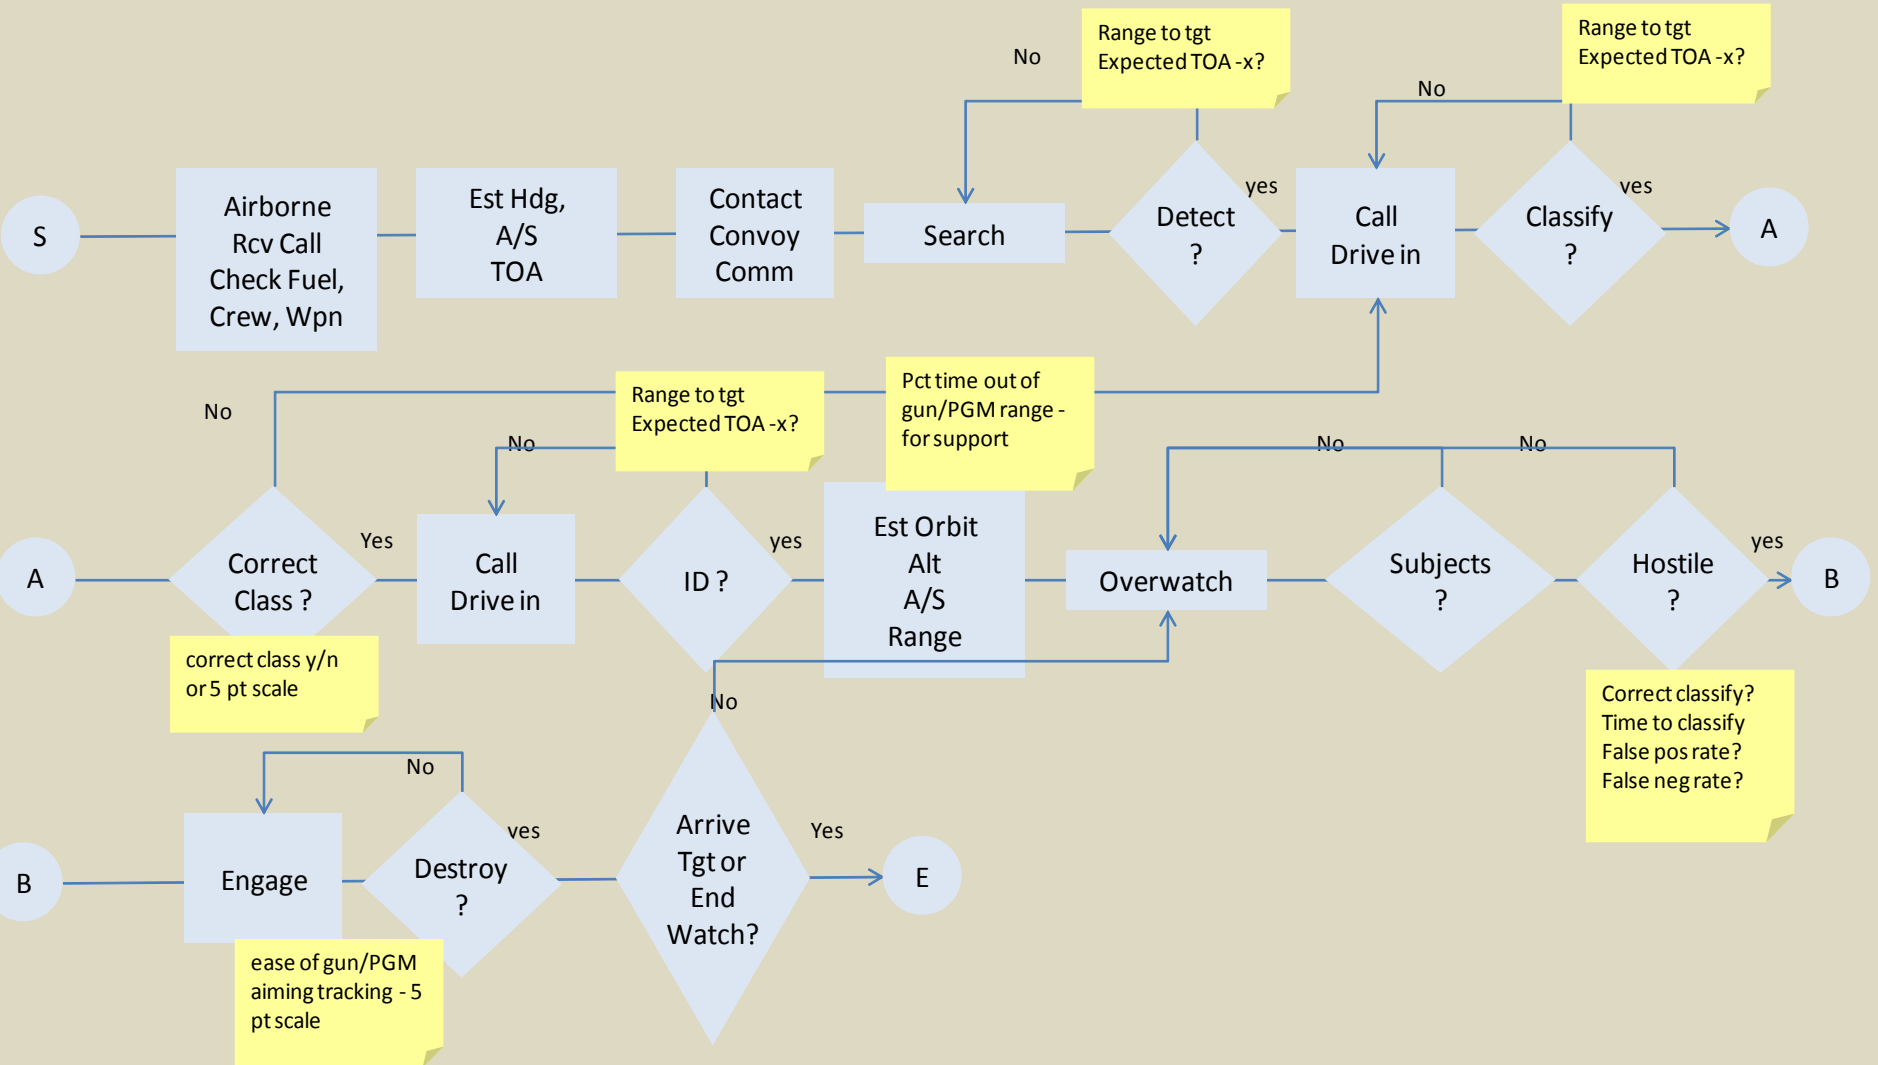 Range to tgt
Expected TOA -x?
Range to tgt
Expected TOA -x?
No
No
S
Airborne
Rcv Call
Check Fuel,
Crew, Wpn
Est Hdg,
A/S
TOA
Contact
Convoy
Comm
Search
Detect
?
yes
Call
Drive in
Classify
?
yes
A
No
Range to tgt
Expected TOA -x?
Pct time out of
gun/PGM range -
for support
No
No
No
A
Correct
Class ?
Yes
Call
Drive in
ID ?
yes
Est Orbit
Alt
A/S
Range
Overwatch
Subjects
?
Hostile
?
yes
B
correct class y/n
or 5 pt scale
No
Correct classify?
Time to classify
False pos rate?
False neg rate?
No
B
Engage
Destroy
?
yes
Arrive
Tgt or
End
Watch?
Yes
E
ease of gun/PGM
aiming tracking - 5
pt scale